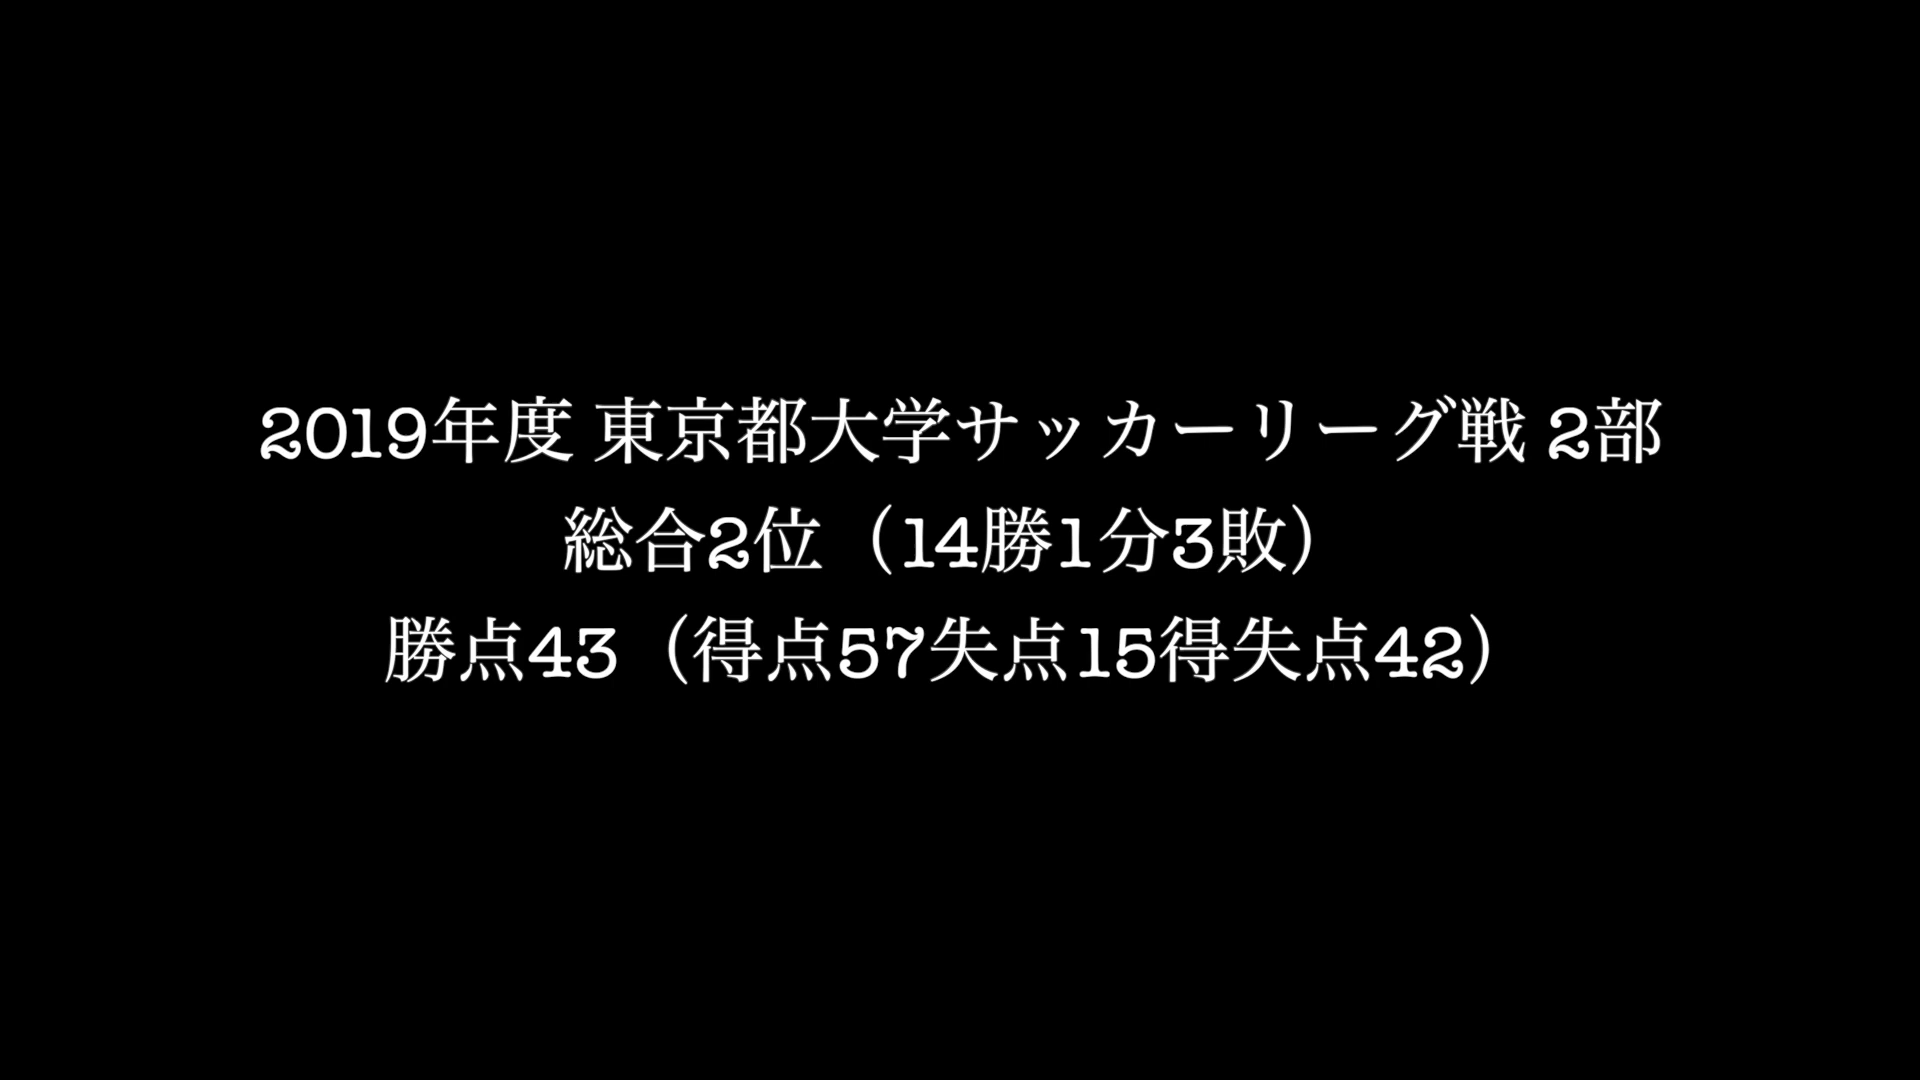 2019年度 東京都大学サッカーリーグ戦 2部
総合2位（14勝1分3敗）
勝点43（得点57失点15得失点42）